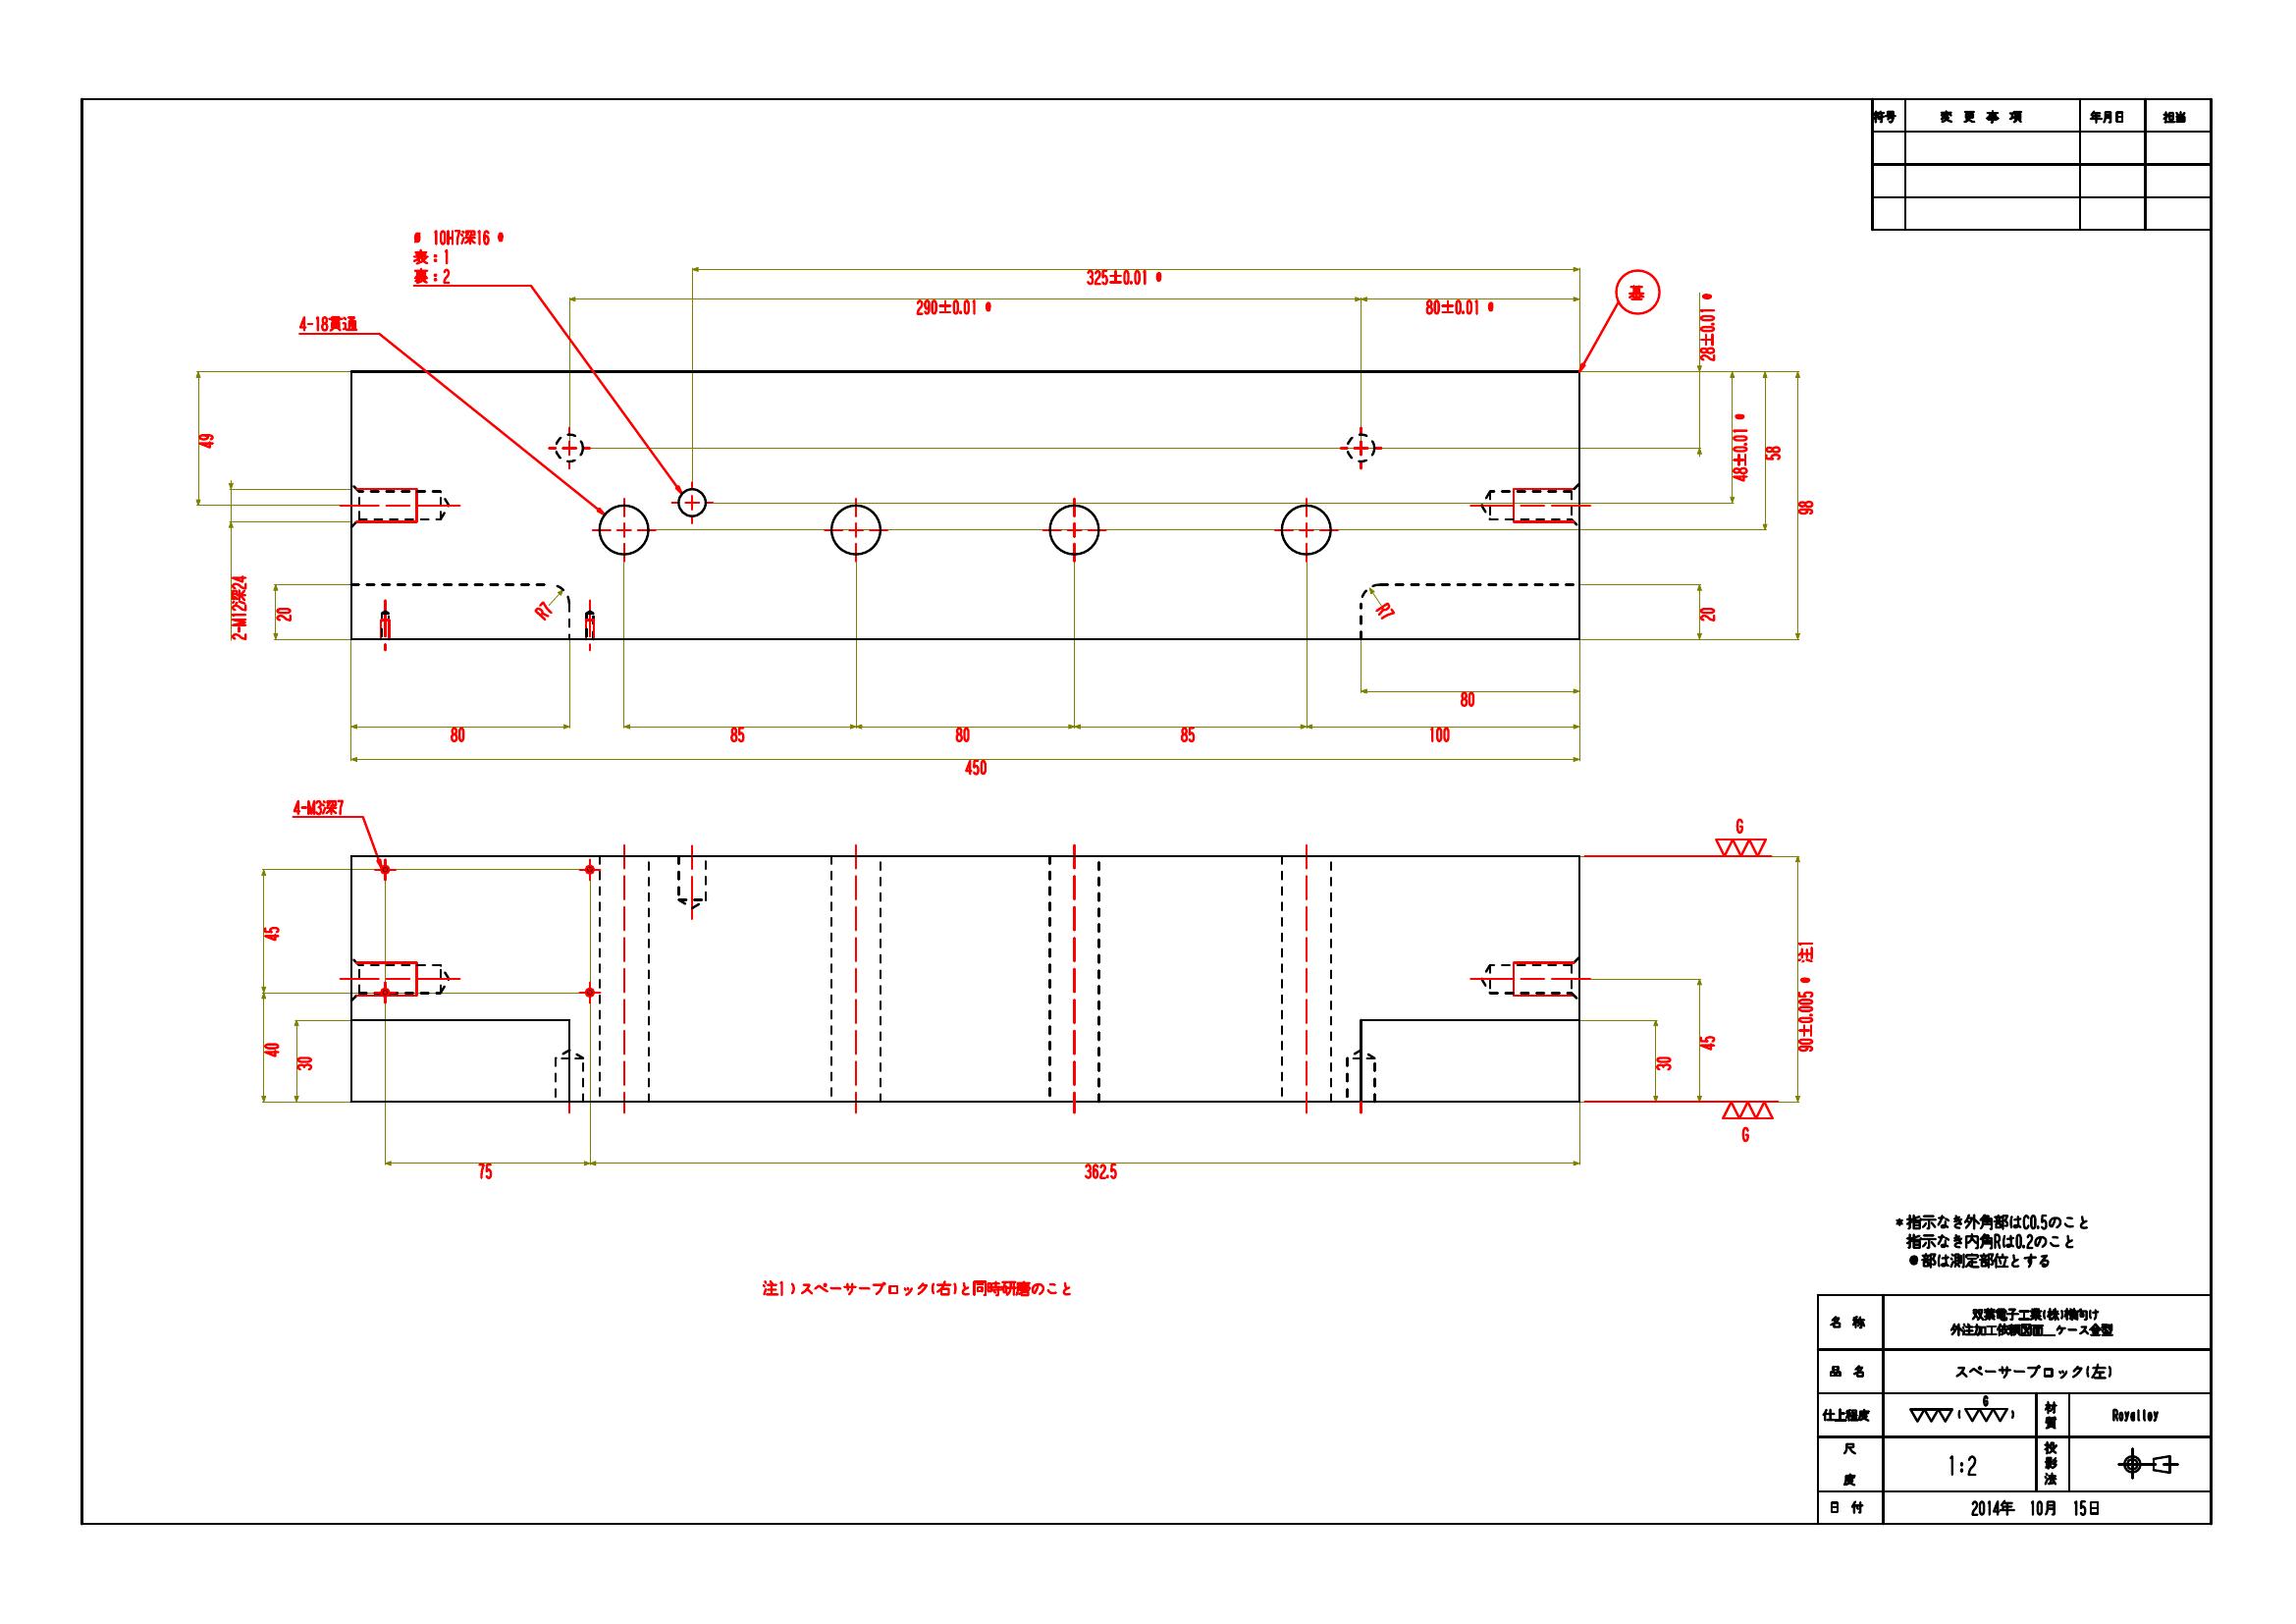 符号 変更事項 年月日 担当
ø 10H7深16 ●
表：1
裏：2
4-18貫通
325±0.01 ●
290±0.01 ●
80±0.01 ●
基
28±0.01 ●
48±0.01 ●
58
98
49
2-M12深24
20
R7
R7
20
80
80
85
80
85
100
450
4-M3深7
G
45
40
30
30
45
90±0.005 ● 注1
G
75
362.5
*指示なき外角部はC0.5のこと
指示なき内角Rは0.2のこと
●部は測定部位とする
注1)スペーサーブロック(右)と同時研磨のこと
名称 双葉電子工業(株)様向け
外注加工依頼図面＿ケース金型
品名 スペーサーブロック(左)
仕上程度 ( G ) 材質 Royalloy
尺度 1:2 投影法
日付 2014年 10月 15日